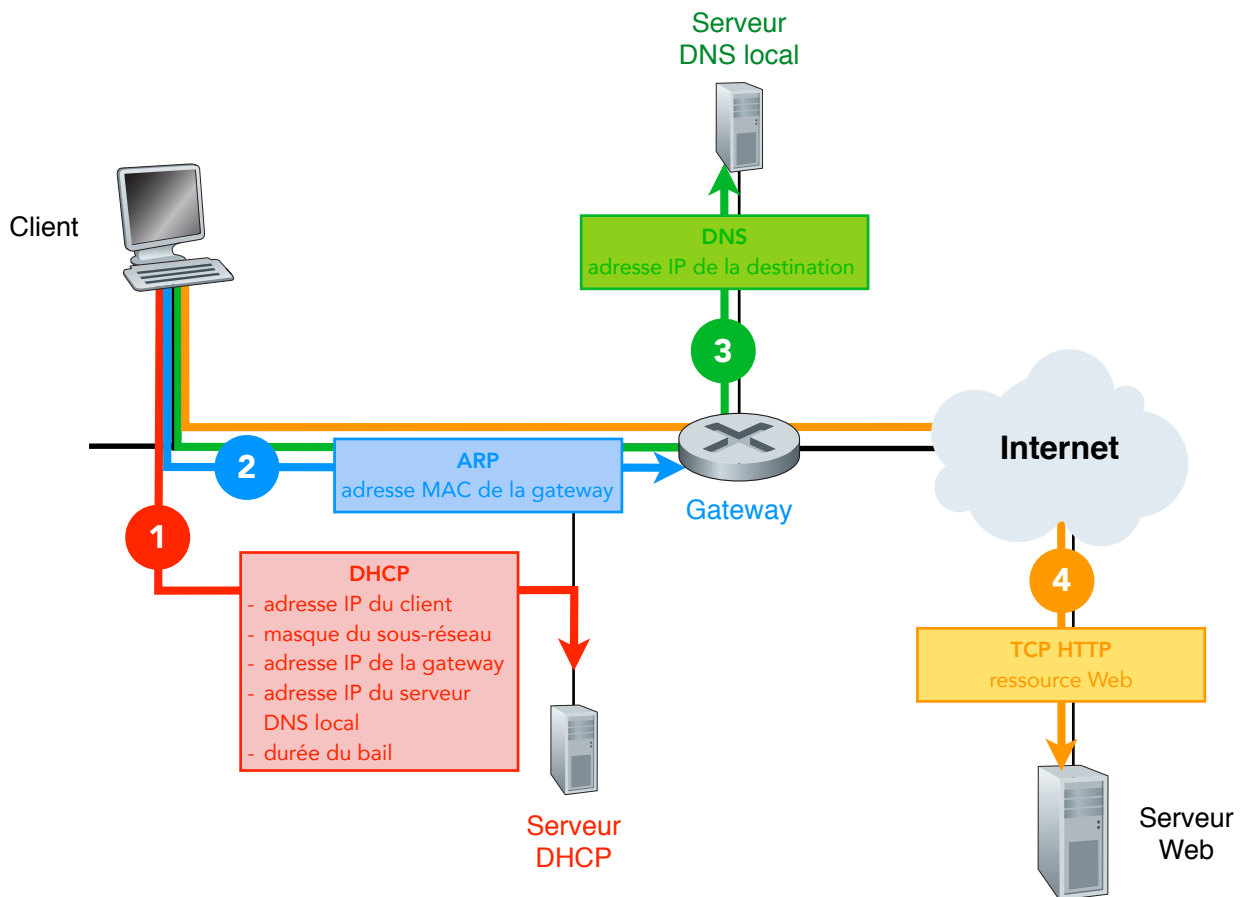 Serveur
DNS local
Client
DNS
adresse IP de la destination
3
Internet
2
ARP
adresse MAC de la gateway
Gateway
1
DHCP
- adresse IP du client
- masque du sous-réseau
- adresse IP de la gateway
- adresse IP du serveur
DNS local
- durée du bail
4
TCP HTTP
ressource Web
Serveur
DHCP
Serveur
Web